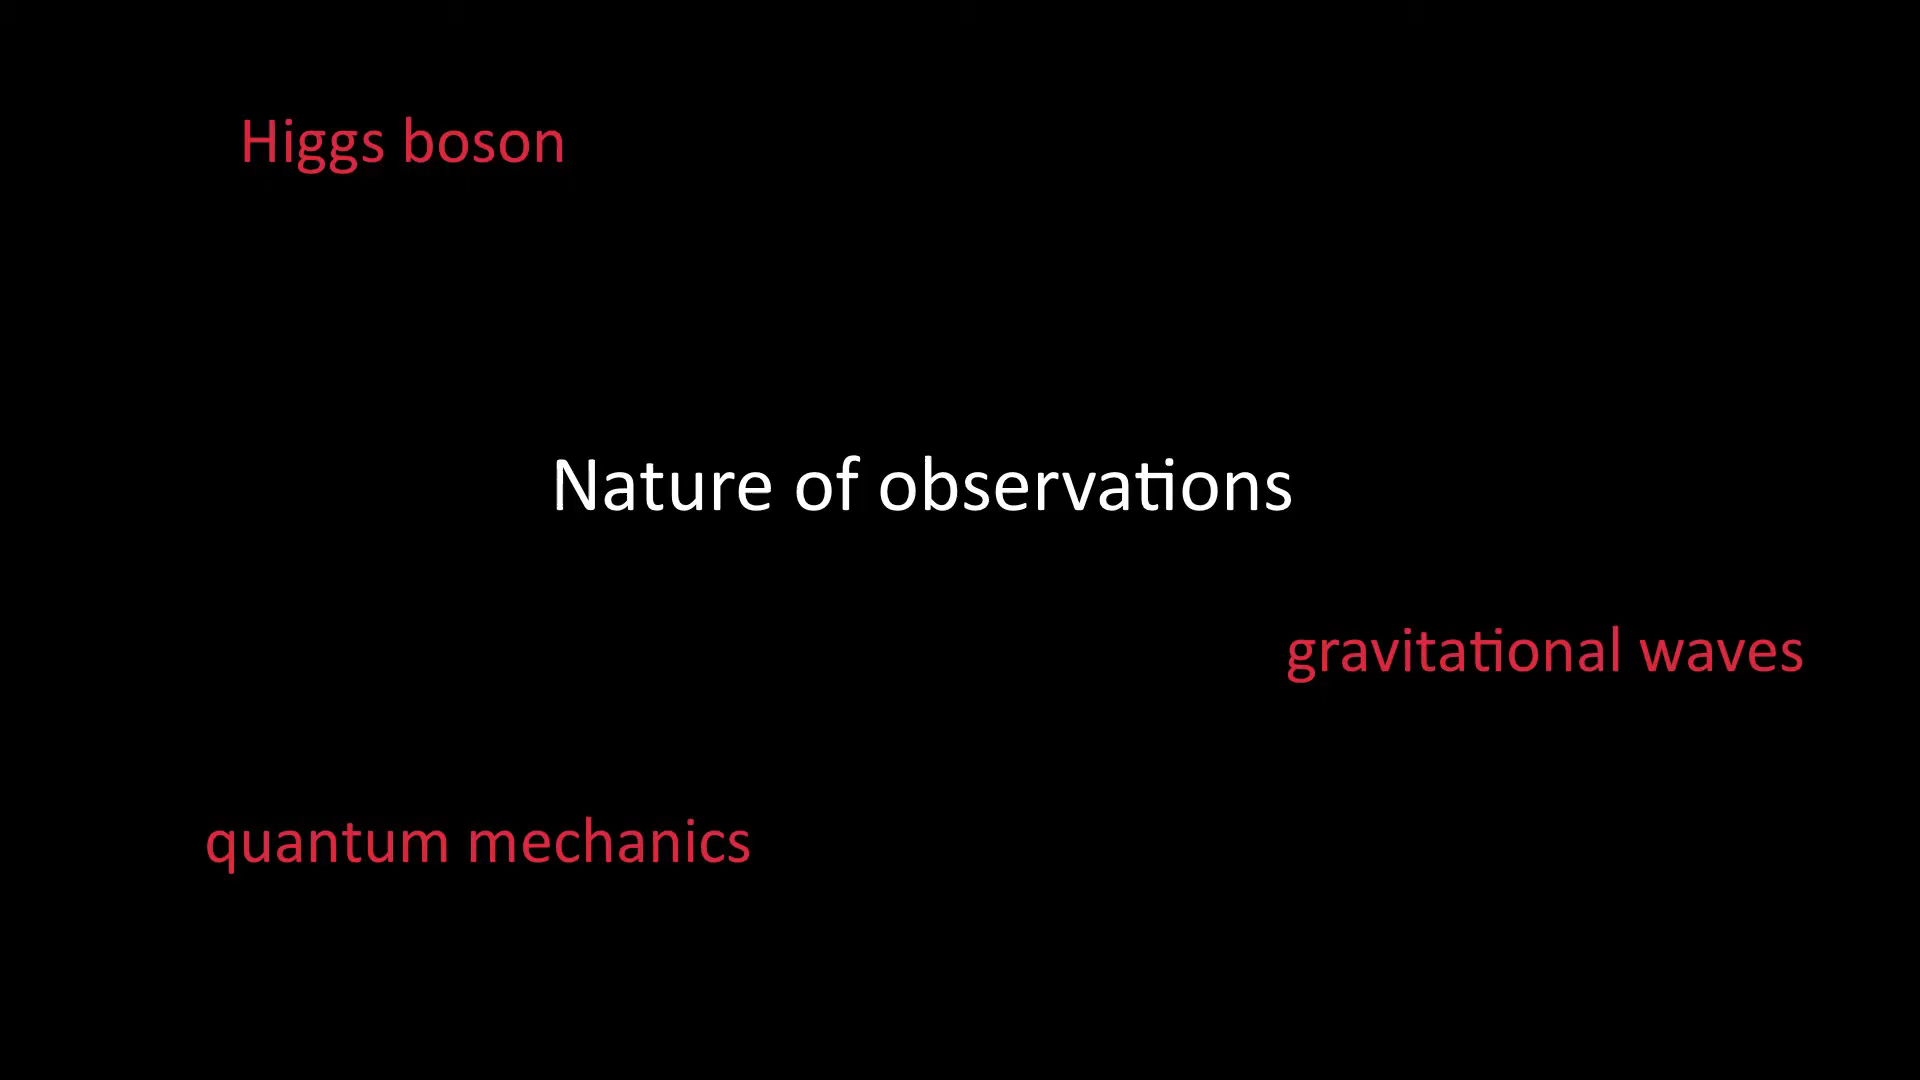 Higgs boson
Nature of observations
gravitational waves
quantum mechanics